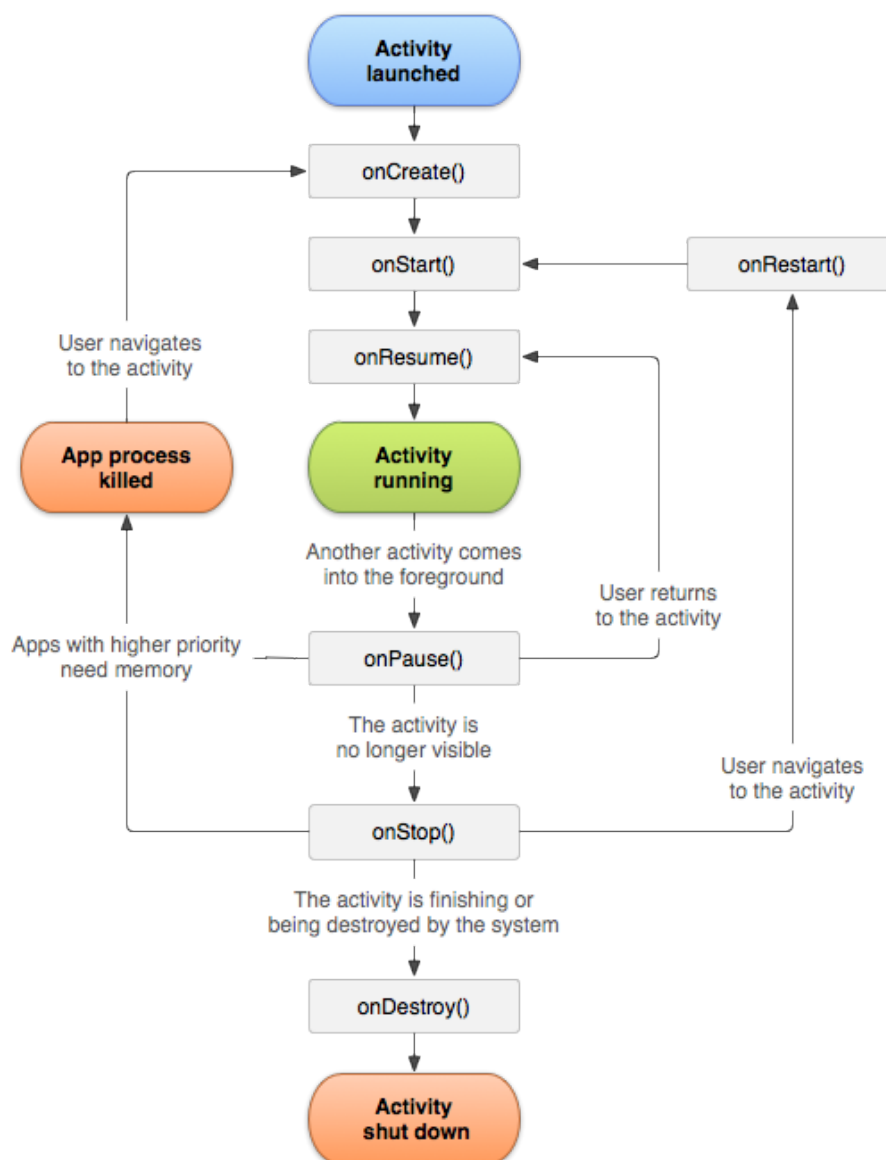 Activity
launched
onCreate()
onStart()
onRestart()
User navigates
to the activity
onResume()
App process
killed
Activity
running
Another activity comes
into the foreground
User returns
to the activity
Apps with higher priority
need memory
onPause()
The activity is
no longer visible
User navigates
to the activity
onStop()
The activity is finishing or
being destroyed by the system
onDestroy()
Activity
shut down